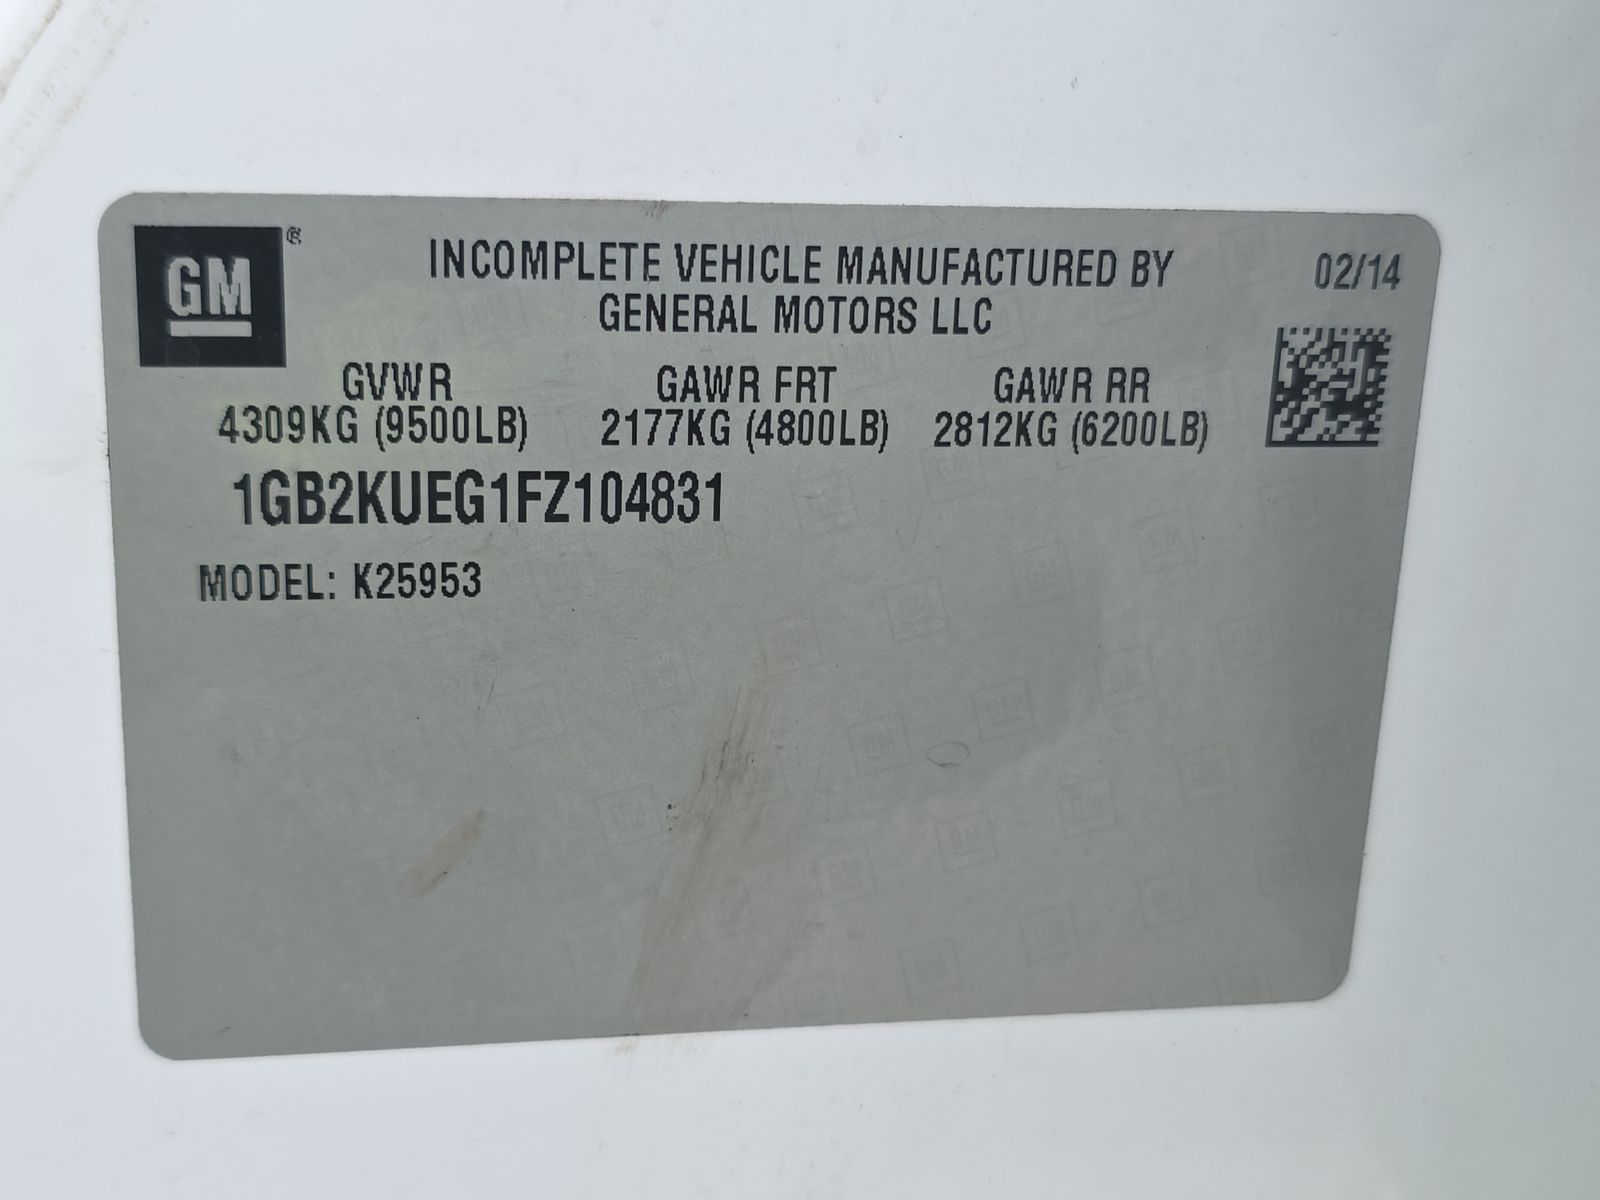 GM ®
INCOMPLETE VEHICLE MANUFACTURED BY
GENERAL MOTORS LLC
02/14
GVWR GAWR FRT GAWR RR
4309KG (9500LB) 2177KG (4800LB) 2812KG (6200LB)
1GB2KUEG1FZ104831
MODEL: K25953